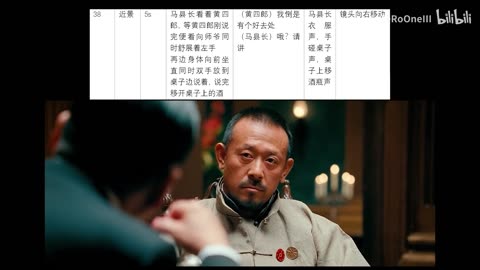 RoOneIII bilibili
38
近景
5s
马县长看着黄四
郎，等黄四郎刚说
完便看向师爷同
时舒展着左手
再边身体向前坐
直同时双手放到
桌子边说着，说完
移开桌子上的酒
（黄四郎）我倒是
有个好去处
（马县长）哦？请
讲
马县长
衣服
声，手
碰桌子
声，桌
子上移
酒瓶声
镜头向右移动